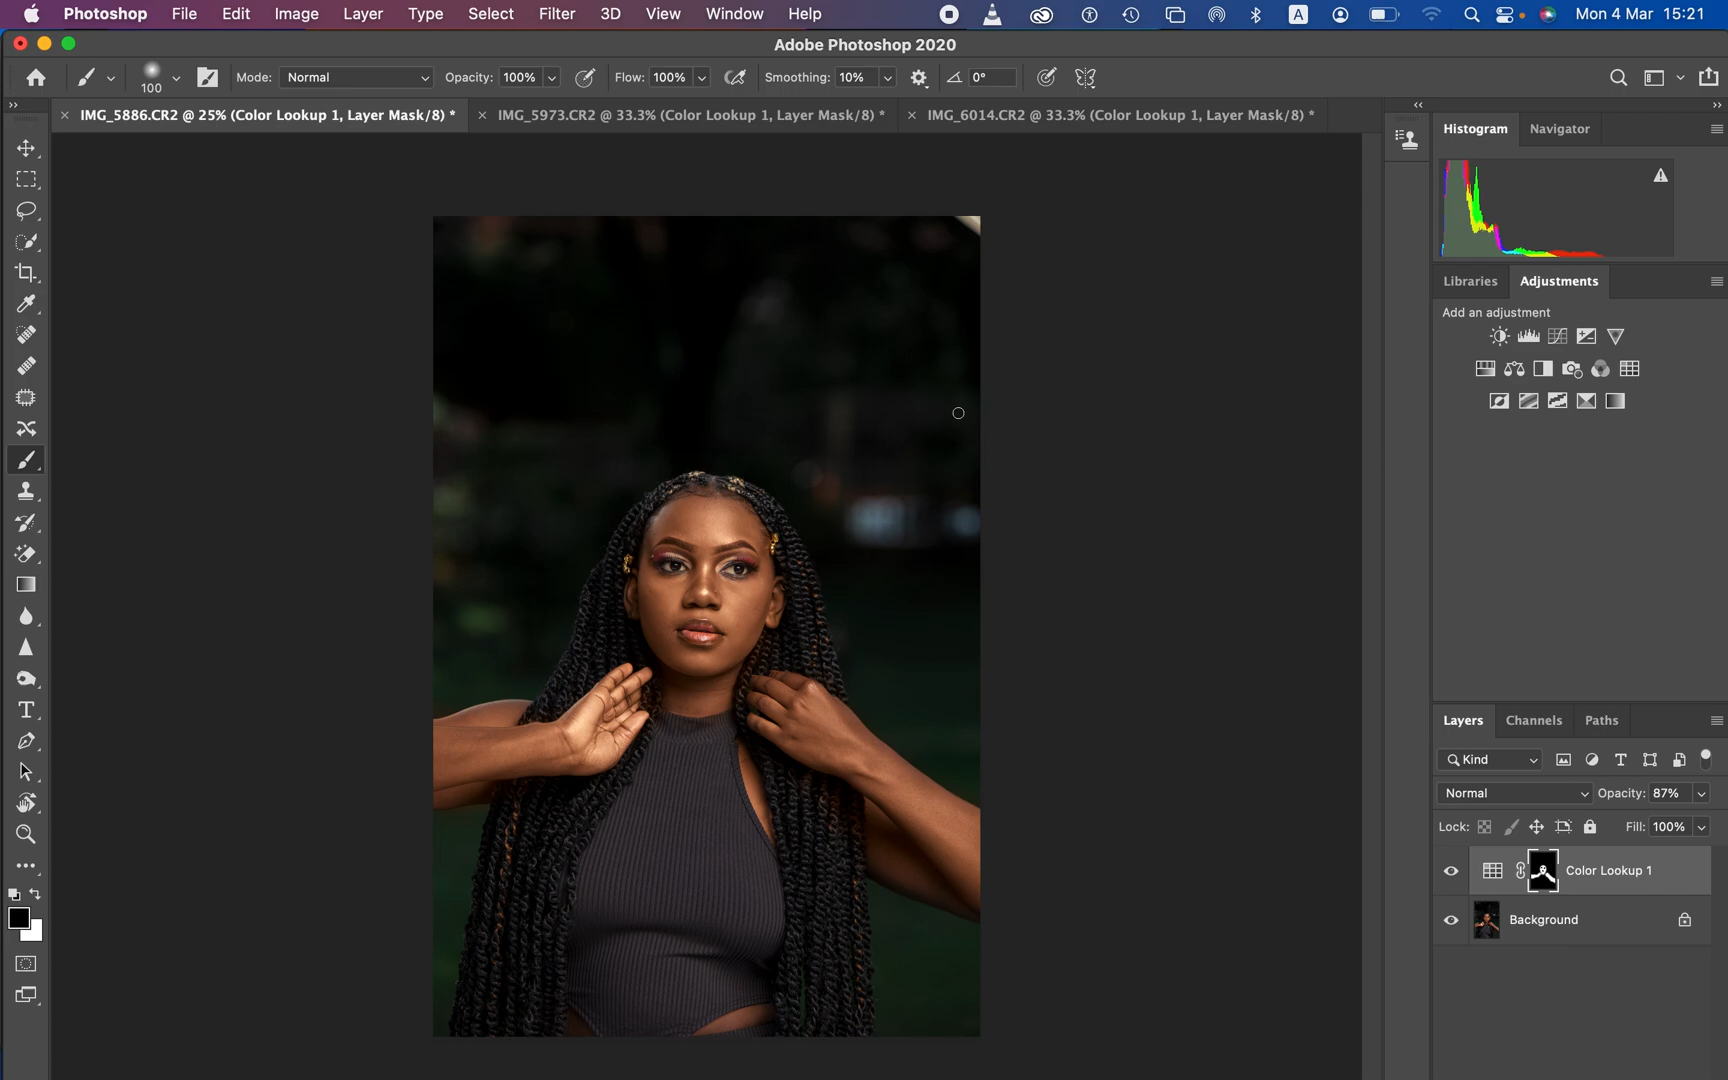 Photoshop File Edit Image Layer Type Select Filter 3D View Window Help A Mon 4 Mar 15:21
Adobe Photoshop 2020
100 Mode: Normal Opacity: 100% Flow: 100% Smoothing: 10% 0°
× IMG_5886.CR2 @ 25% (Color Lookup 1, Layer Mask/8) * × IMG_5973.CR2 @ 33.3% (Color Lookup 1, Layer Mask/8) * × IMG_6014.CR2 @ 33.3% (Color Lookup 1, Layer Mask/8) *
Histogram Navigator
Libraries Adjustments
Add an adjustment
Layers Channels Paths
Kind T
Normal Opacity: 87%
Lock: Fill: 100%
Color Lookup 1
Background